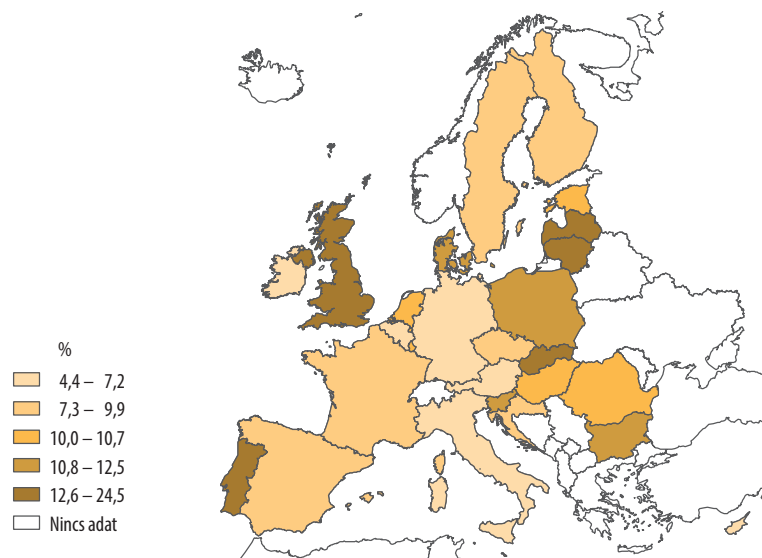 %
4,4 – 7,2
7,3 – 9,9
10,0 – 10,7
10,8 – 12,5
12,6 – 24,5
Nincs adat